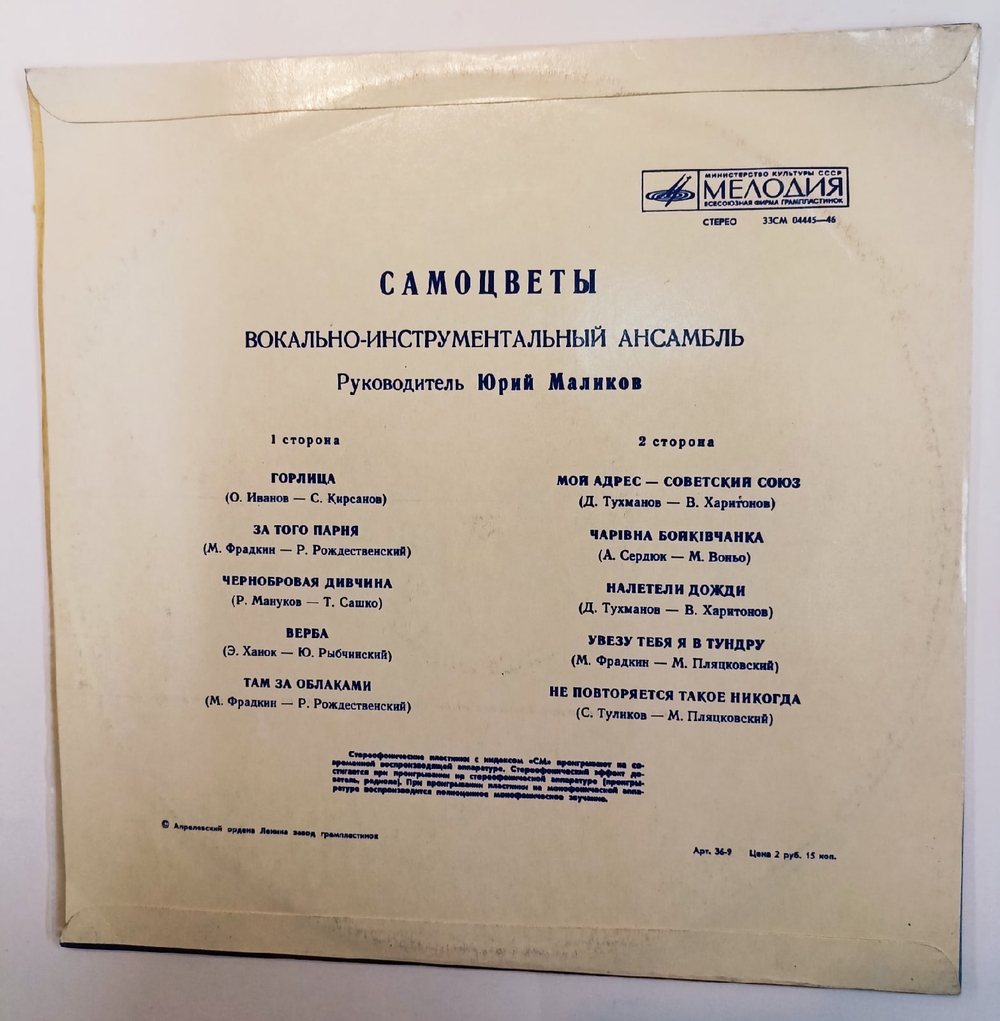 МИНИСТЕРСТВО КУЛЬТУРЫ СССР
МЕЛОДИЯ
ВСЕСОЮЗНАЯ ФИРМА ГРАМПЛАСТИНОК
СТЕРЕО 33СМ 04445—46
САМОЦВЕТЫ
ВОКАЛЬНО-ИНСТРУМЕНТАЛЬНЫЙ АНСАМБЛЬ
Руководитель Юрий Маликов
1 сторона
ГОРЛИЦА
(О. Иванов — С. Кирсанов)
ЗА ТОГО ПАРНЯ
(М. Фрадкин — Р. Рождественский)
ЧЕРНОБРОВАЯ ДИВЧИНА
(Р. Мануков — Т. Сашко)
ВЕРБА
(Э. Ханок — Ю. Рыбчинский)
ТАМ ЗА ОБЛАКАМИ
(М. Фрадкин — Р. Рождественский)
2 сторона
МОЙ АДРЕС — СОВЕТСКИЙ СОЮЗ
(Д. Тухманов — В. Харитонов)
ЧАРІВНА БОЙКІВЧАНКА
(А. Сердюк — М. Воньо)
НАЛЕТЕЛИ ДОЖДИ
(Д. Тухманов — В. Харитонов)
УВЕЗУ ТЕБЯ Я В ТУНДРУ
(М. Фрадкин — М. Пляцковский)
НЕ ПОВТОРЯЕТСЯ ТАКОЕ НИКОГДА
(С. Туликов — М. Пляцковский)
Стереофонические пластинки с индексом «СМ» проигрывают на со-
временной воспроизводящей аппаратуре. Стереофонический эффект до-
стигается при проигрывании на стереофонической аппаратуре (проигры-
ватель, радиола). При проигрывании пластинки на монофонической аппа-
ратуре воспроизводится полноценное монофоническое звучание.
© Апрелевский ордена Ленина завод грампластинок
Арт. 36-9 Цена 2 руб. 15 коп.